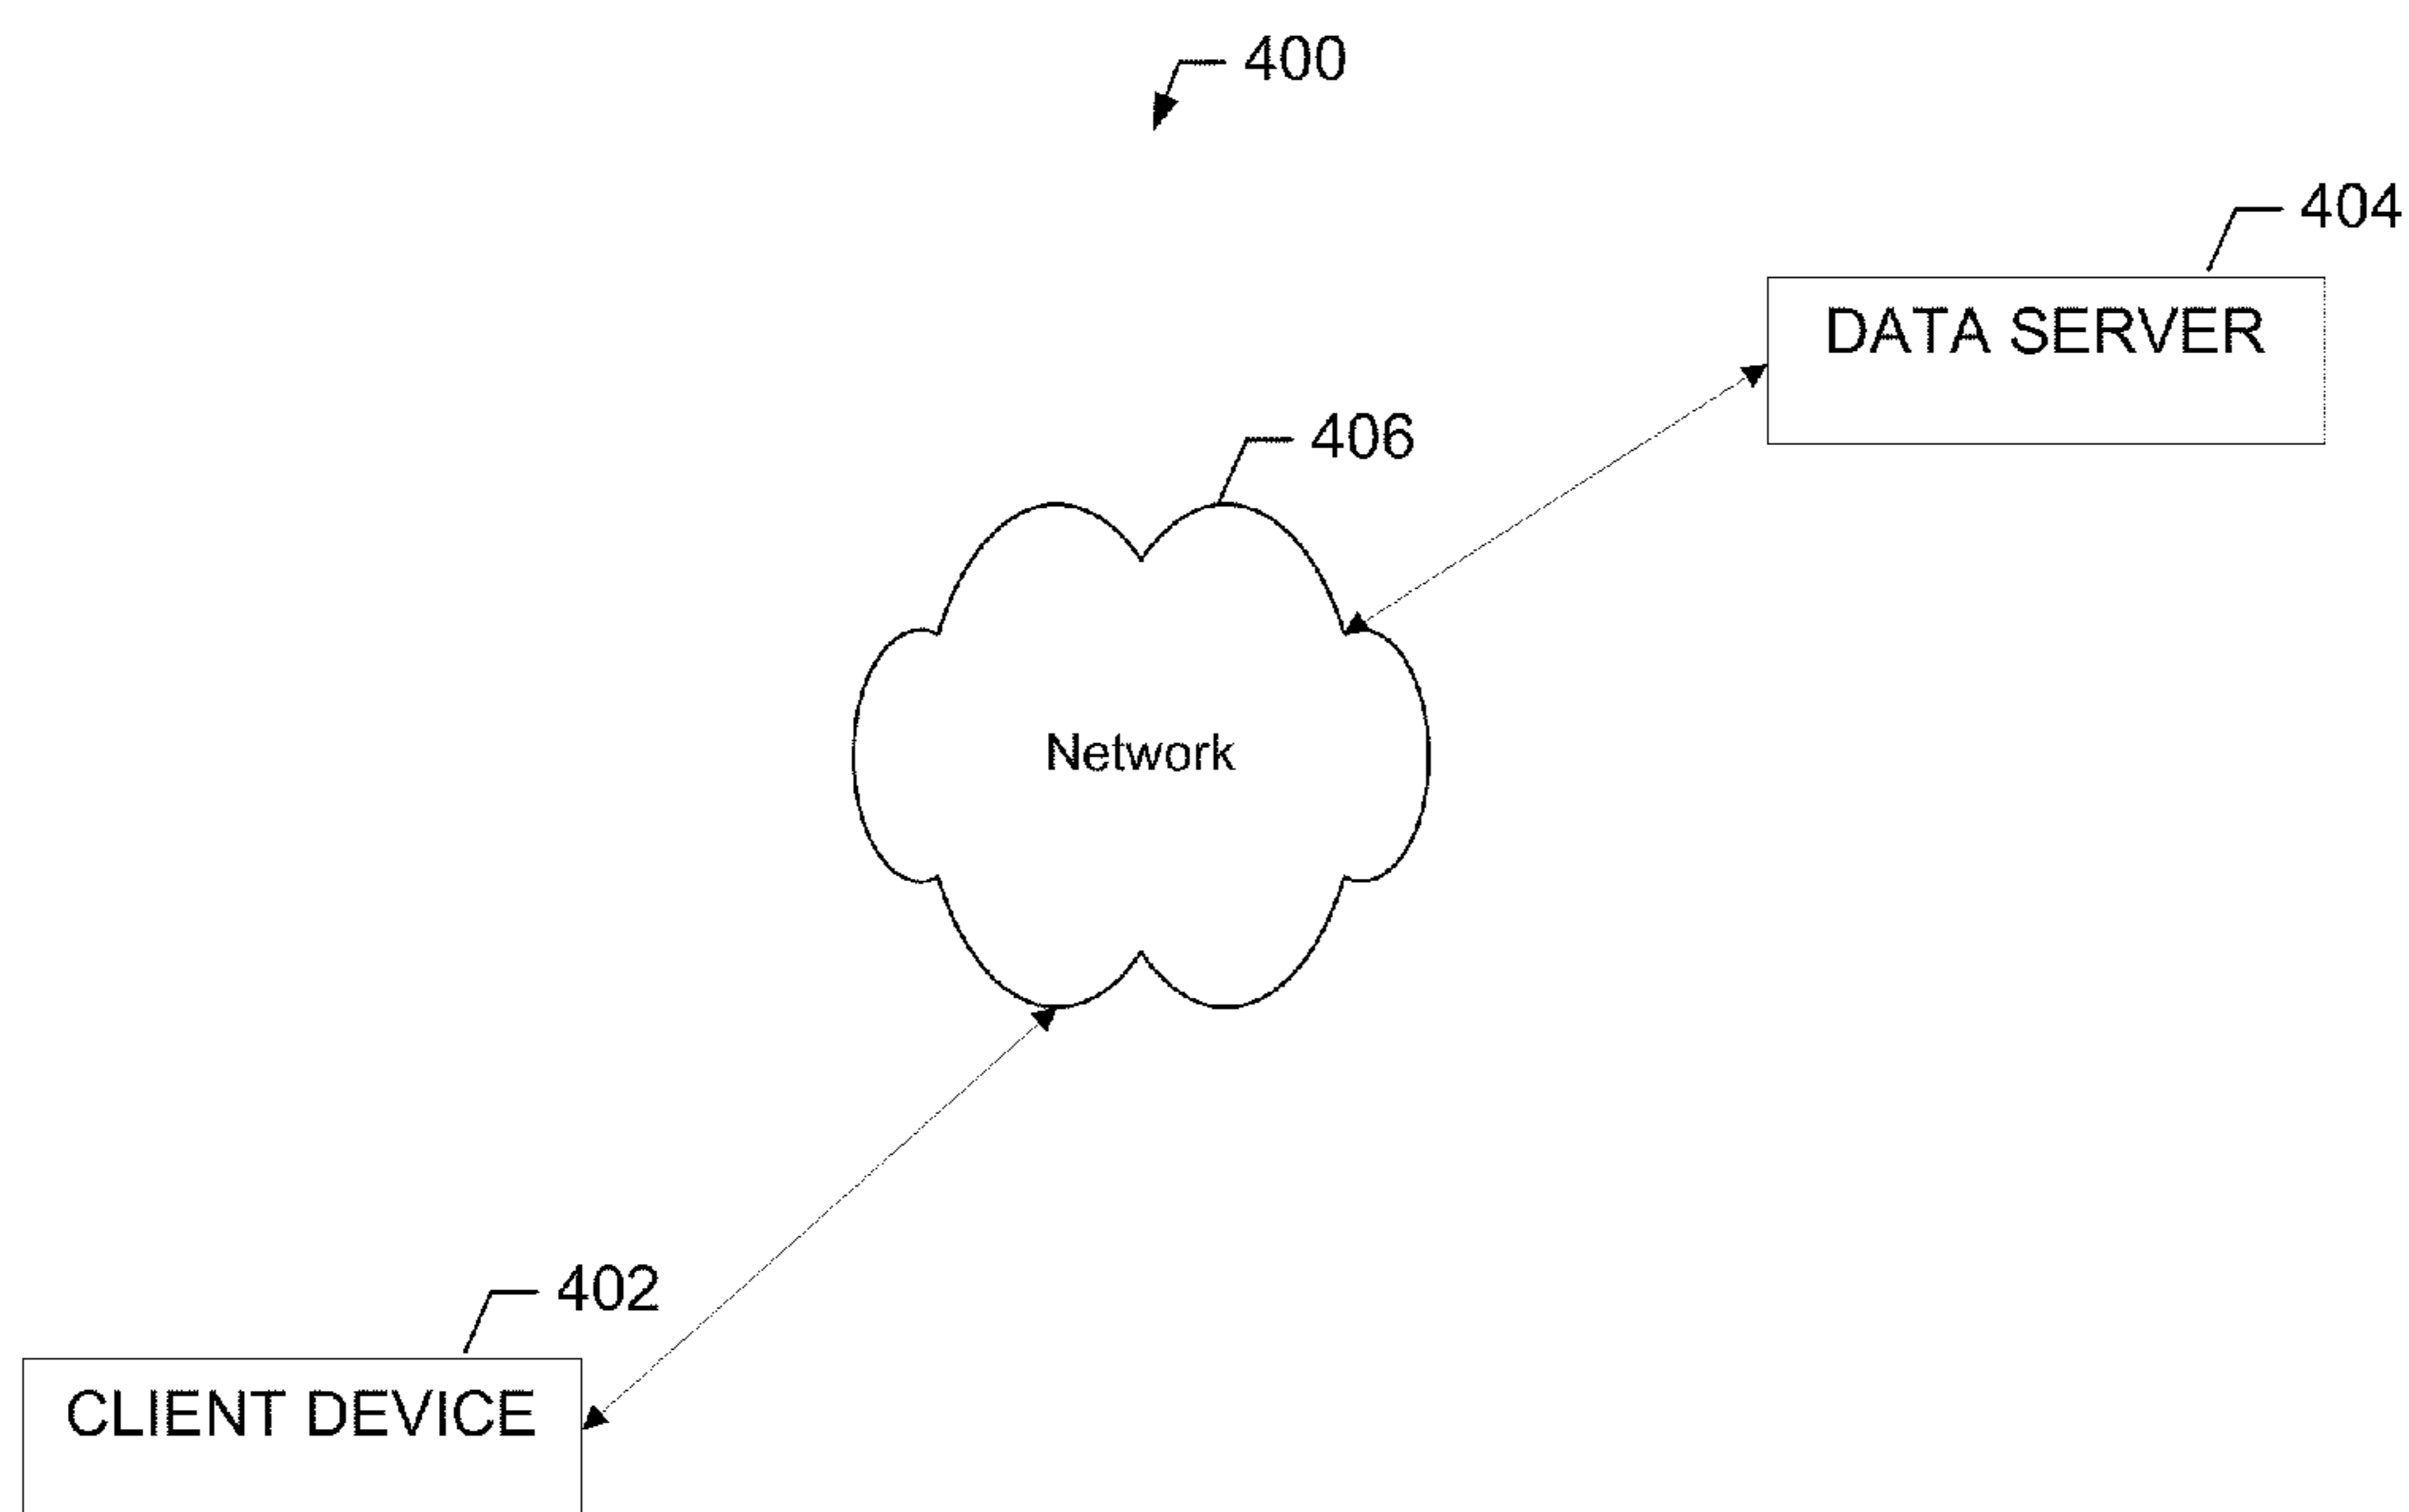 400
404
DATA SERVER
406
Network
402
CLIENT DEVICE